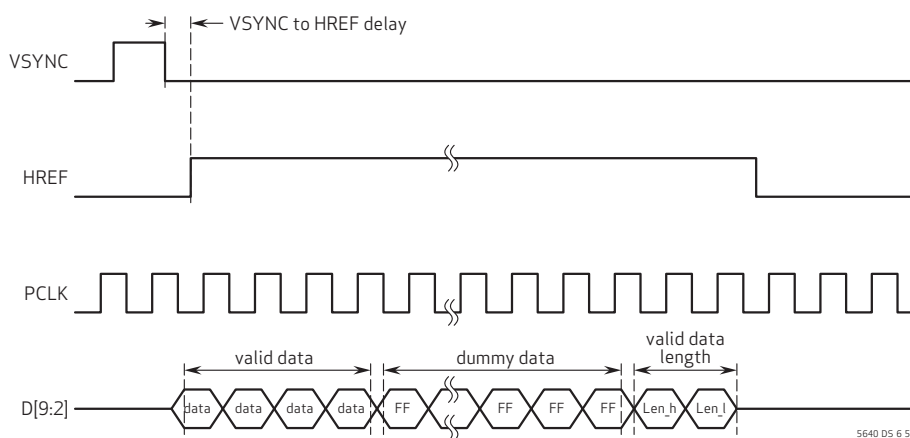 VSYNC to HREF delay
VSYNC
HREF
PCLK
valid data
dummy data
valid data
length
D[9:2]
data data data data FF FF FF FF Len_h Len_l
5640 DS 6 5